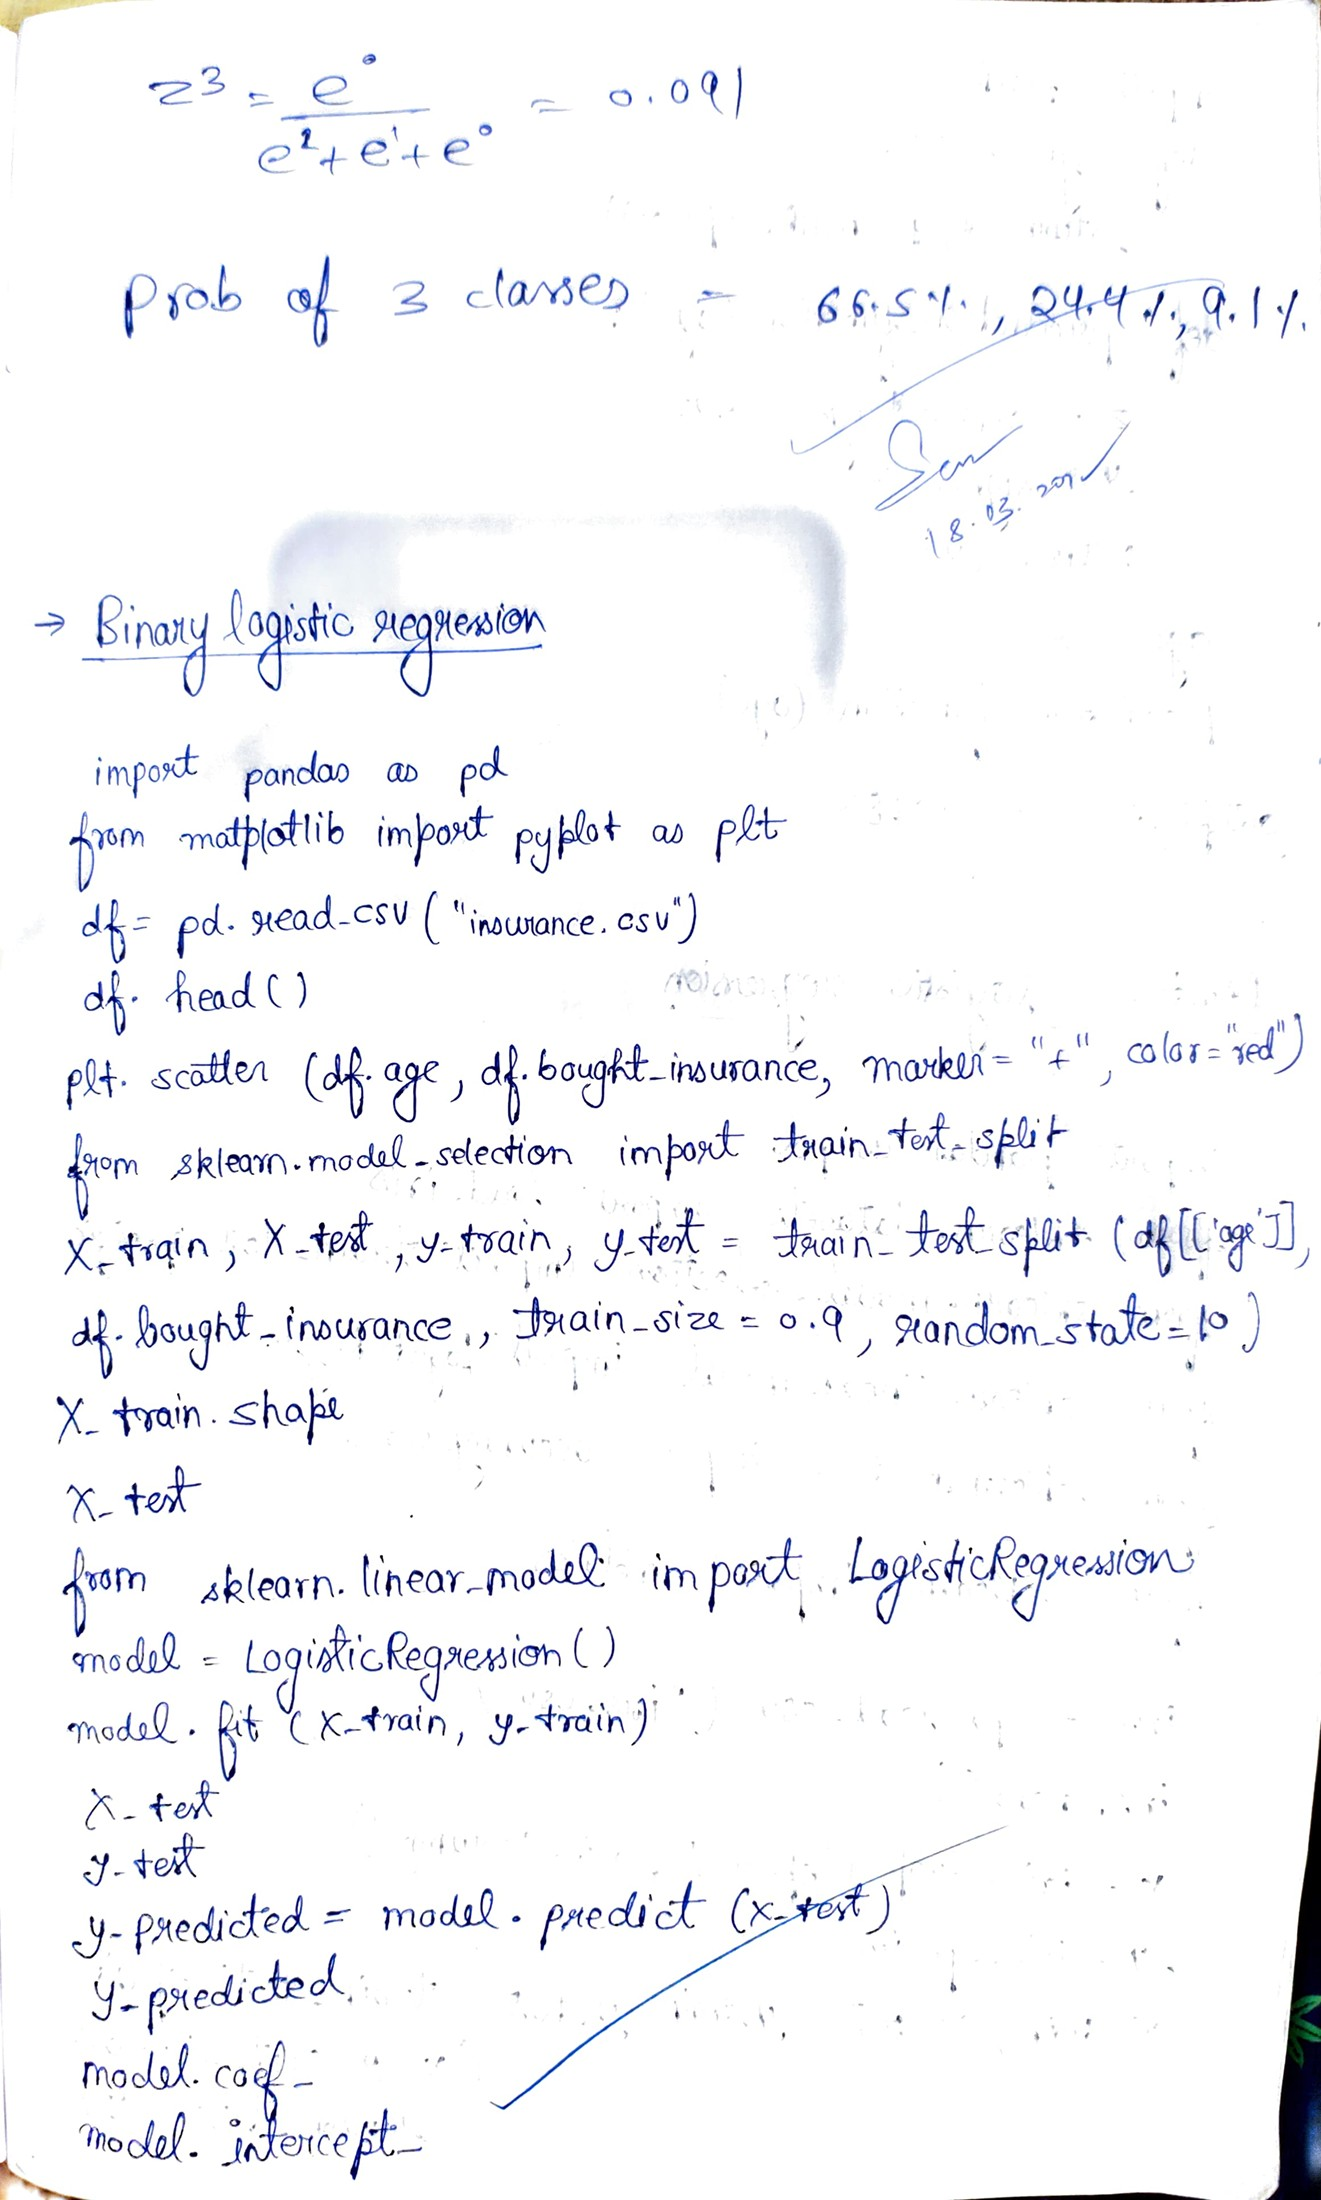 z3 = e⁰ / e² + e¹ + e⁰ = 0.091
Prob of 3 classes = 66.5%, 24.4%, 9.1%
18.03.
→ Binary logistic regression
import pandas as pd
from matplotlib import pyplot as plt
df = pd.read_csv("insurance.csv")
df.head()
plt.scatter (df.age, df.bought_insurance, marker = "+", color = "red")
from sklearn.model_selection import train_test_split
X_train, X_test, y_train, y_test = train_test_split (df[['age']],
df.bought_insurance, train_size = 0.9, random_state = 10)
X_train.shape
X_test
from sklearn.linear_model import LogisticRegression
model = LogisticRegression()
model.fit (X_train, y_train)
X_test
y_test
y_predicted = model.predict (X_test)
y_predicted
model.coef_
model.intercept_